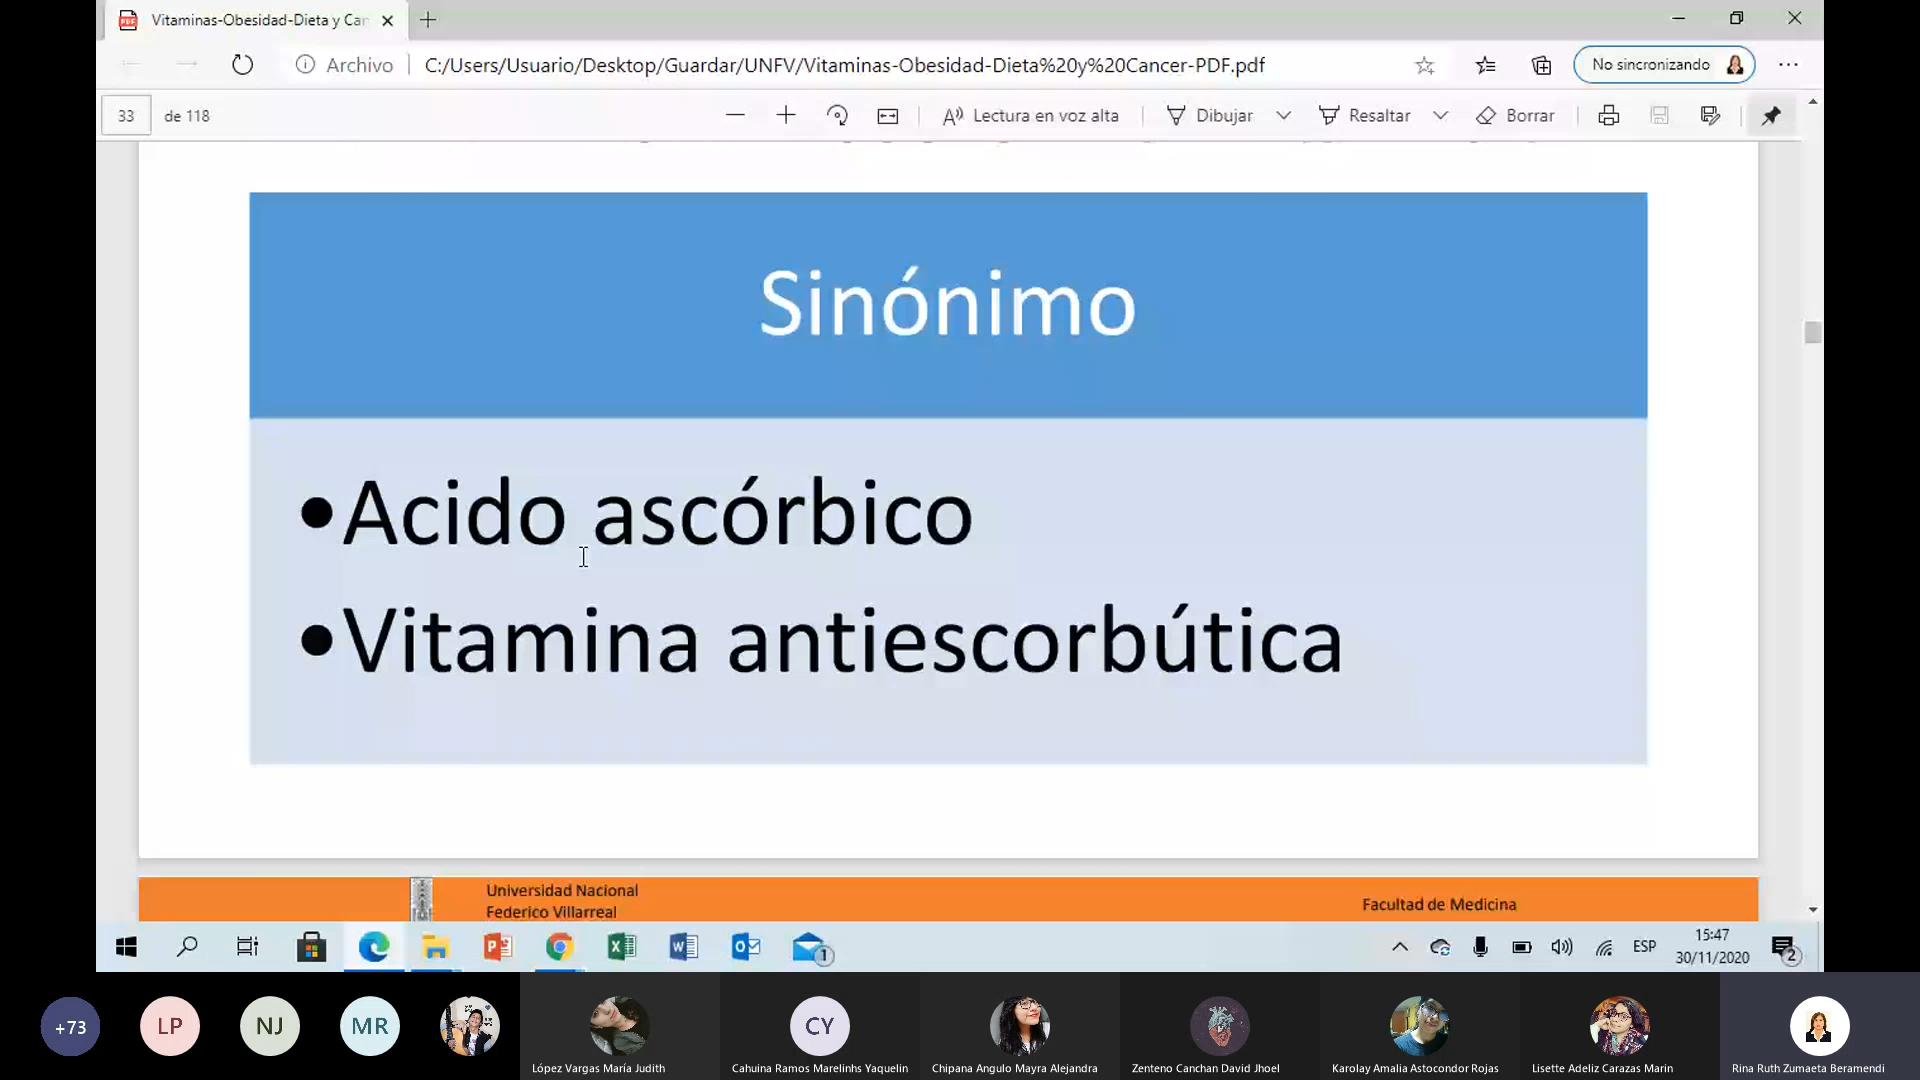 Vitaminas-Obesidad-Dieta y Car
Archivo
C:/Users/Usuario/Desktop/Guardar/UNFV/Vitaminas-Obesidad-Dieta%20y%20Cancer-PDF.pdf
No sincronizando
33 de 118
Lectura en voz alta
Dibujar
Resaltar
Borrar
Sinónimo
•Acido ascórbico
•Vitamina antiescorbútica
Universidad Nacional
Federico Villarreal
Facultad de Medicina
1
ESP
15:47
30/11/2020
2
+73
LP
NJ
MR
CY
López Vargas María Judith
Cahuina Ramos Marelinhs Yaquelin
Chipana Angulo Mayra Alejandra
Zenteno Canchan David Jhoel
Karolay Amalia Astocondor Rojas
Lisette Adeliz Carazas Marin
Rina Ruth Zumaeta Beramendi